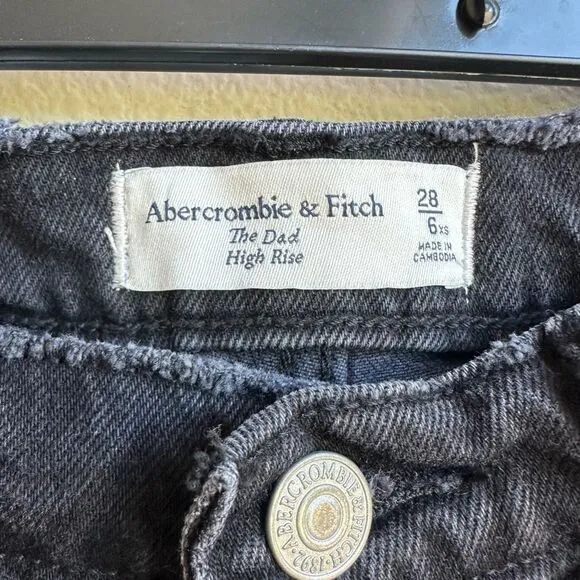 Abercrombie & Fitch
The Dad
High Rise
28
6xs
MADE IN
CAMBODIA
ABERCROMBIE & FITCH·1892·